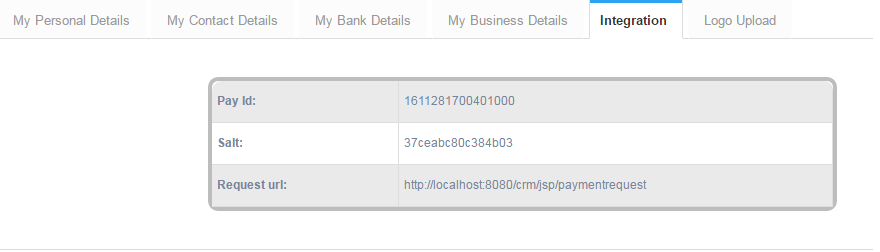 My Personal Details My Contact Details My Bank Details My Business Details Integration Logo Upload
Pay Id: 1611281700401000
Salt: 37ceabc80c384b03
Request url: http://localhost:8080/crm/jsp/paymentrequest